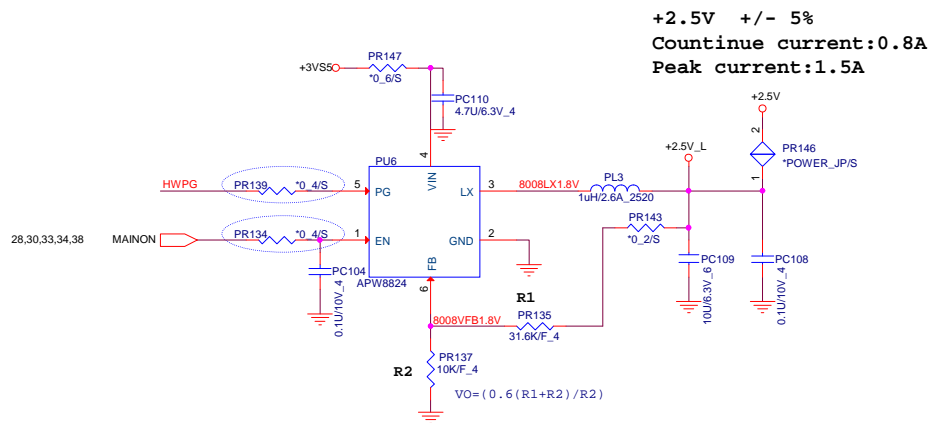 +2.5V +/- 5%
Countinue current:0.8A
Peak current:1.5A
PR147
+3VS5
*0_6/S
PC110
4.7U/6.3V_4
+2.5V
2
PR146
*POWER_JP/S
1
+2.5V_L
PU6
4
VIN
HWPG
PR139
*0_4/S
5
PG
LX
3
8008LX1.8V
PL3
1uH/2.6A_2520
PR143
*0_2/S
28,30,33,34,38
MAINON
PR134
*0_4/S
1
EN
GND
2
FB
PC104
0.1U/10V_4
APW8824
6
PC109
10U/6.3V_6
PC108
0.1U/10V_4
R1
8008VFB1.8V
PR135
31.6K/F_4
R2
PR137
10K/F_4
VO=(0.6(R1+R2)/R2)